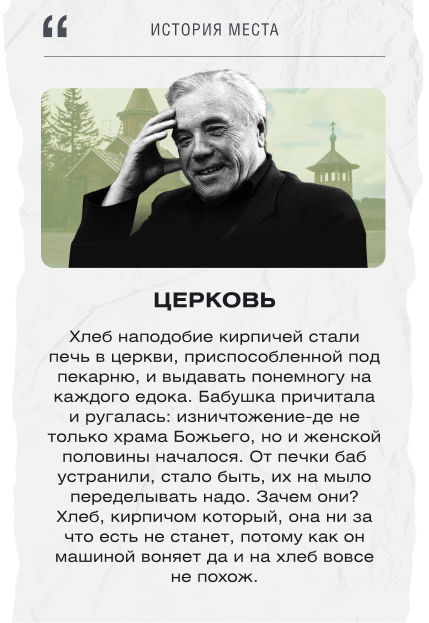 “
ИСТОРИЯ МЕСТА
ЦЕРКОВЬ
Хлеб наподобие кирпичей стали
печь в церкви, приспособленной под
пекарню, и выдавать понемногу на
каждого едока. Бабушка причитала
и ругалась: изничтожение-де не
только храма Божьего, но и женской
половины началось. От печки баб
устранили, стало быть, их на мыло
переделывать надо. Зачем они?
Хлеб, кирпичом который, она ни за
что есть не станет, потому как он
машиной воняет да и на хлеб вовсе
не похож.